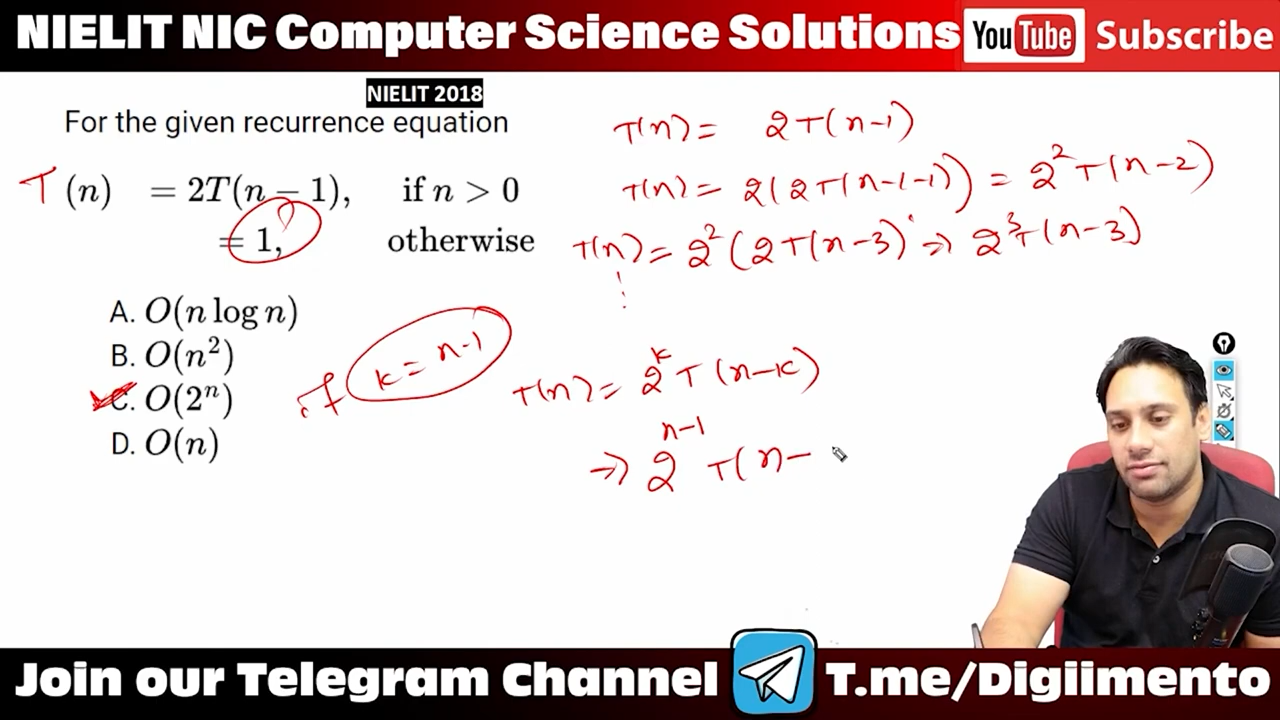 NIELIT NIC Computer Science Solutions
YouTube Subscribe
NIELIT 2018
For the given recurrence equation
T(n) = 2T(n − 1), if n > 0
= 1, otherwise
A. O(n log n)
B. O(n²)
C. O(2ⁿ)
D. O(n)
T(n) = 2T(n-1)
T(n) = 2(2T(n-1-1)) = 2² T(n-2)
T(n) = 2² (2T(n-3) ⇒ 2³T(n-3)
if k = n-1
T(n) = 2ᵏ T(n-k)
⇒ 2ⁿ⁻¹ T(n-
Join our Telegram Channel T.me/Digiimento